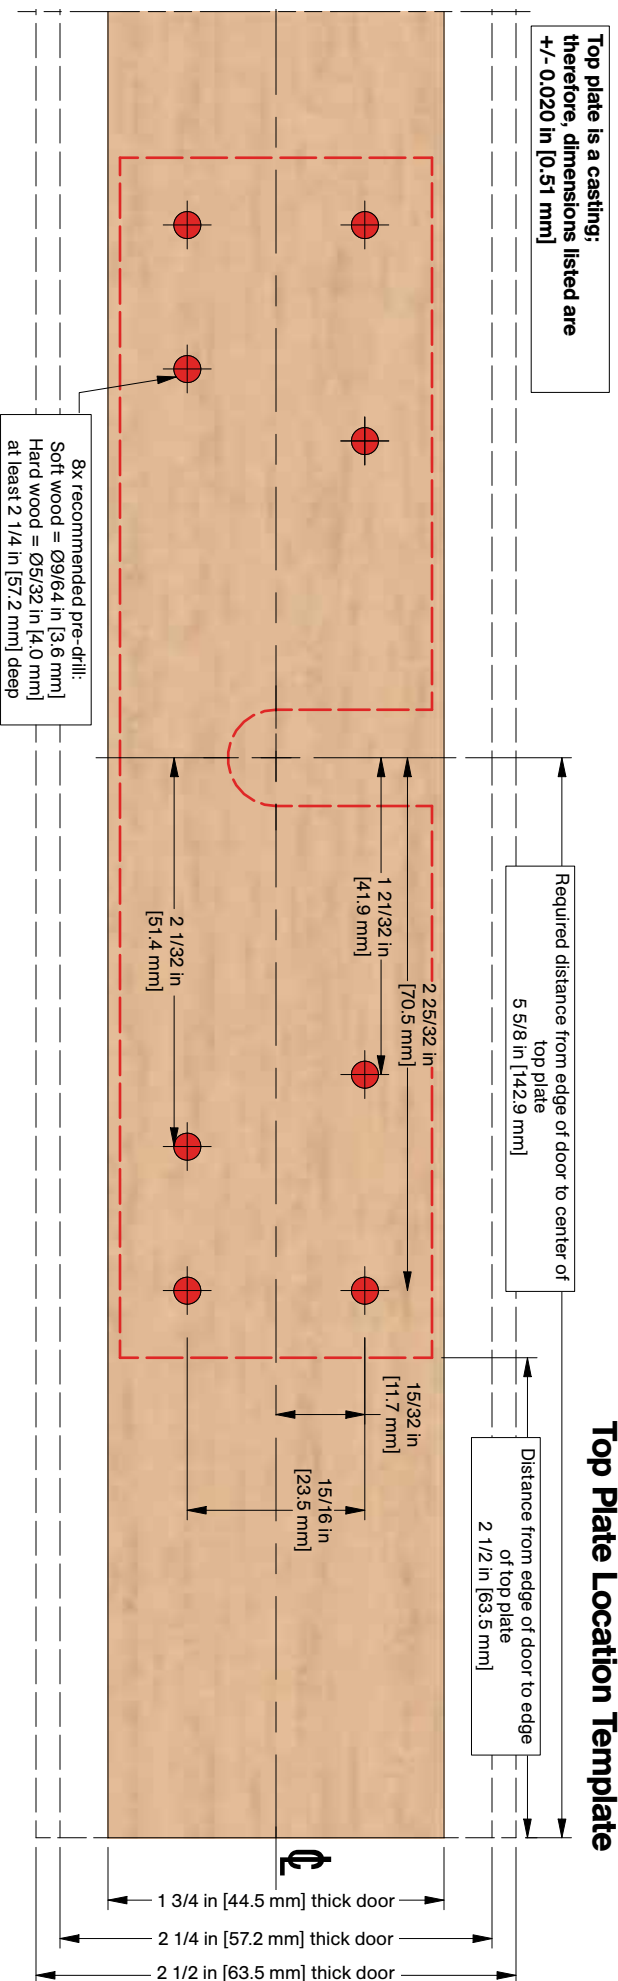 Top Plate Location Template
Top plate is a casting;
therefore, dimensions listed are
+/- 0.020 in [0.51 mm]
Required distance from edge of door to center of
top plate
5 5/8 in [142.9 mm]
Distance from edge of door to edge
of top plate
2 1/2 in [63.5 mm]
2 25/32 in
[70.5 mm]
1 21/32 in
[41.9 mm]
15/32 in
[11.7 mm]
15/16 in
[23.5 mm]
2 1/32 in
[51.4 mm]
8x recommended pre-drill:
Soft wood = Ø9/64 in [3.6 mm]
Hard wood = Ø5/32 in [4.0 mm]
at least 2 1/4 in [57.2 mm] deep
℄
1 3/4 in [44.5 mm] thick door
2 1/4 in [57.2 mm] thick door
2 1/2 in [63.5 mm] thick door